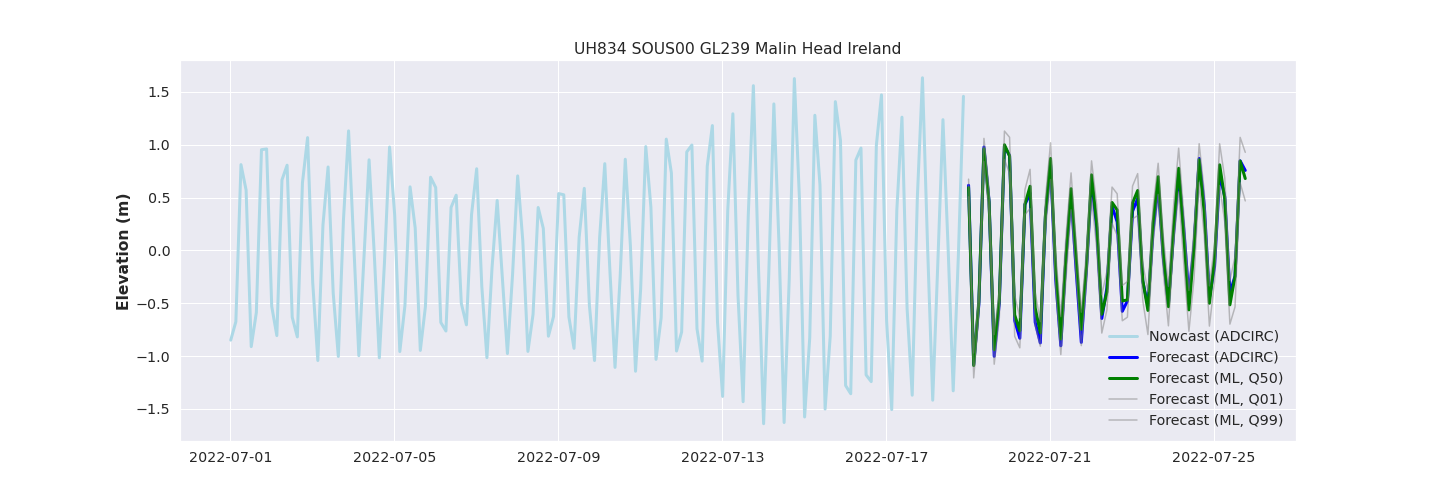 UH834 SOUS00 GL239 Malin Head Ireland
Elevation (m)
1.5
1.0
0.5
0.0
−0.5
−1.0
−1.5
Nowcast (ADCIRC)
Forecast (ADCIRC)
Forecast (ML, Q50)
Forecast (ML, Q01)
Forecast (ML, Q99)
2022-07-01 2022-07-05 2022-07-09 2022-07-13 2022-07-17 2022-07-21 2022-07-25